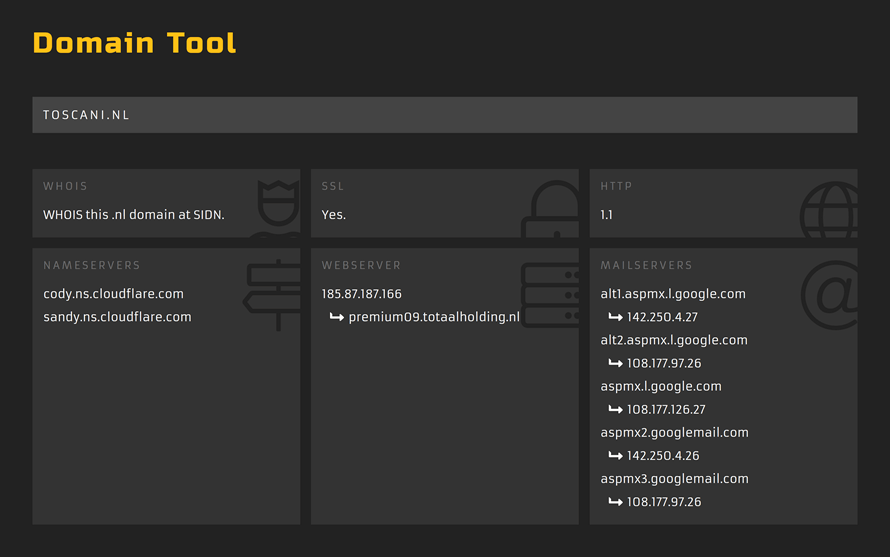 Domain Tool
TOSCANI.NL
WHOIS
WHOIS this .nl domain at SIDN.
SSL
Yes.
HTTP
1.1
NAMESERVERS
cody.ns.cloudflare.com
sandy.ns.cloudflare.com
WEBSERVER
185.87.187.166
premium09.totaalholding.nl
MAILSERVERS
alt1.aspmx.l.google.com
142.250.4.27
alt2.aspmx.l.google.com
108.177.97.26
aspmx.l.google.com
108.177.126.27
aspmx2.googlemail.com
142.250.4.26
aspmx3.googlemail.com
108.177.97.26